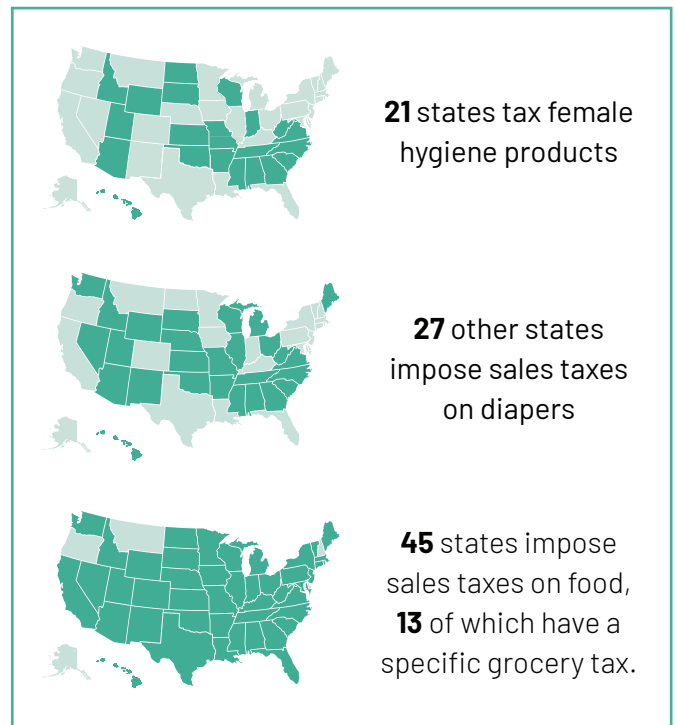 21 states tax female
hygiene products
27 other states
impose sales taxes
on diapers
45 states impose
sales taxes on food,
13 of which have a
specific grocery tax.